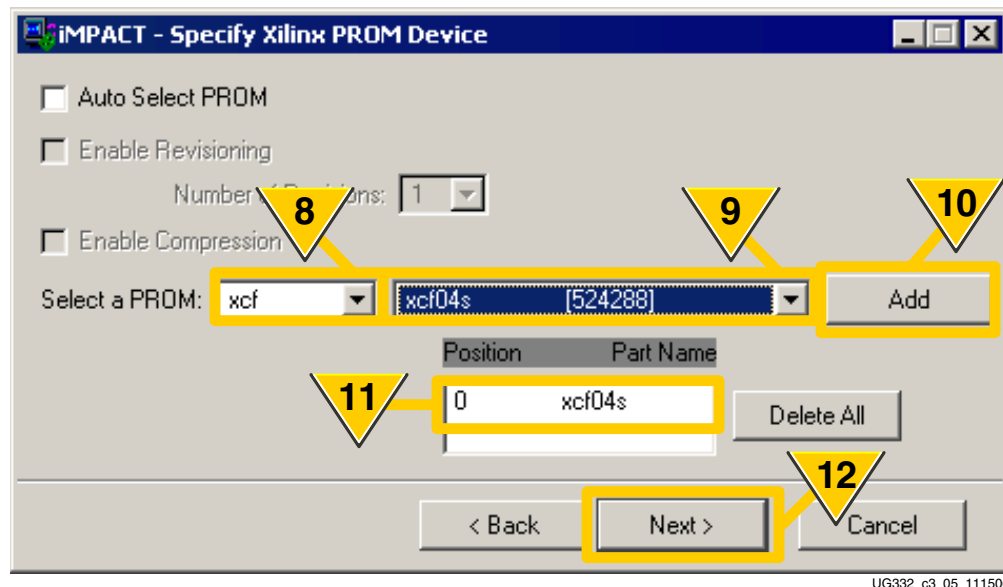 iMPACT - Specify Xilinx PROM Device
Auto Select PROM
Enable Revisioning
Number of Revisions: 1
8
9
10
Enable Compression
Select a PROM: xcf xcf04s [524288] Add
Position Part Name
11
0 xcf04s
Delete All
12
< Back Next > Cancel
UG332_c3_05_11150